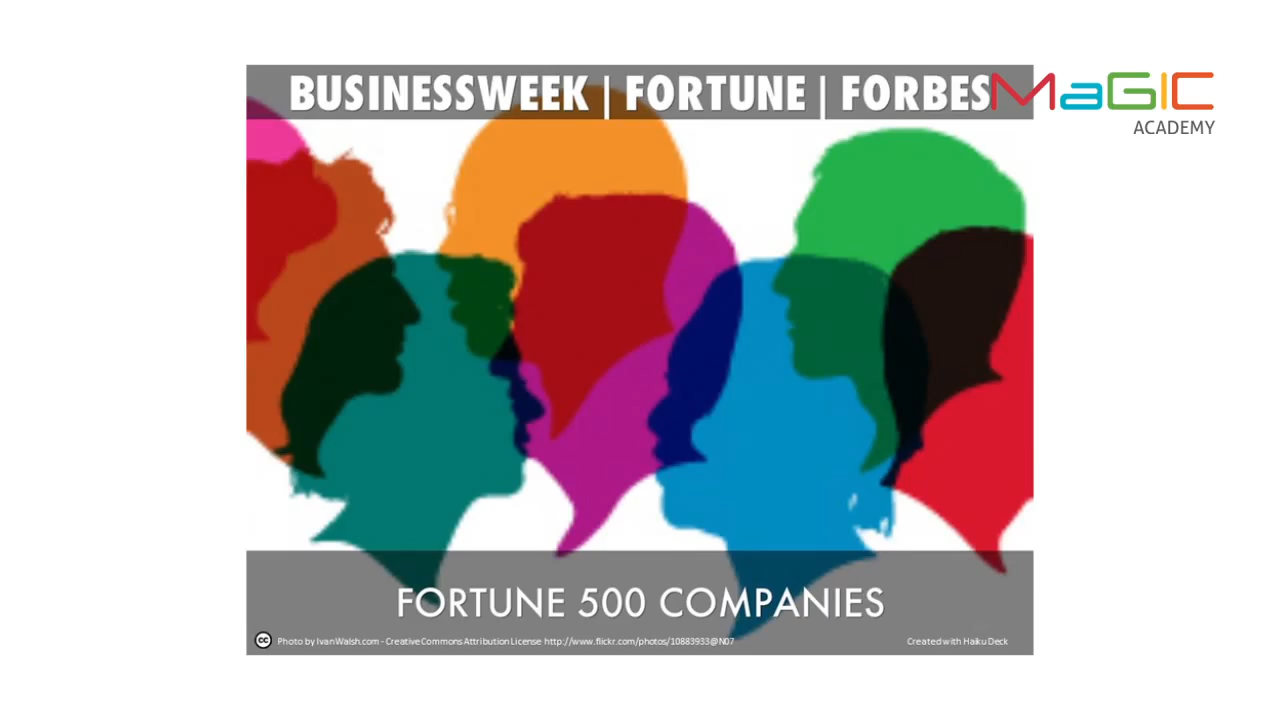 BUSINESSWEEK | FORTUNE | FORBES
MaGIC
ACADEMY
FORTUNE 500 COMPANIES
cc Photo by IvanWalsh.com - Creative Commons Attribution License http://www.flickr.com/photos/10883933@N07
Created with Haiku Deck